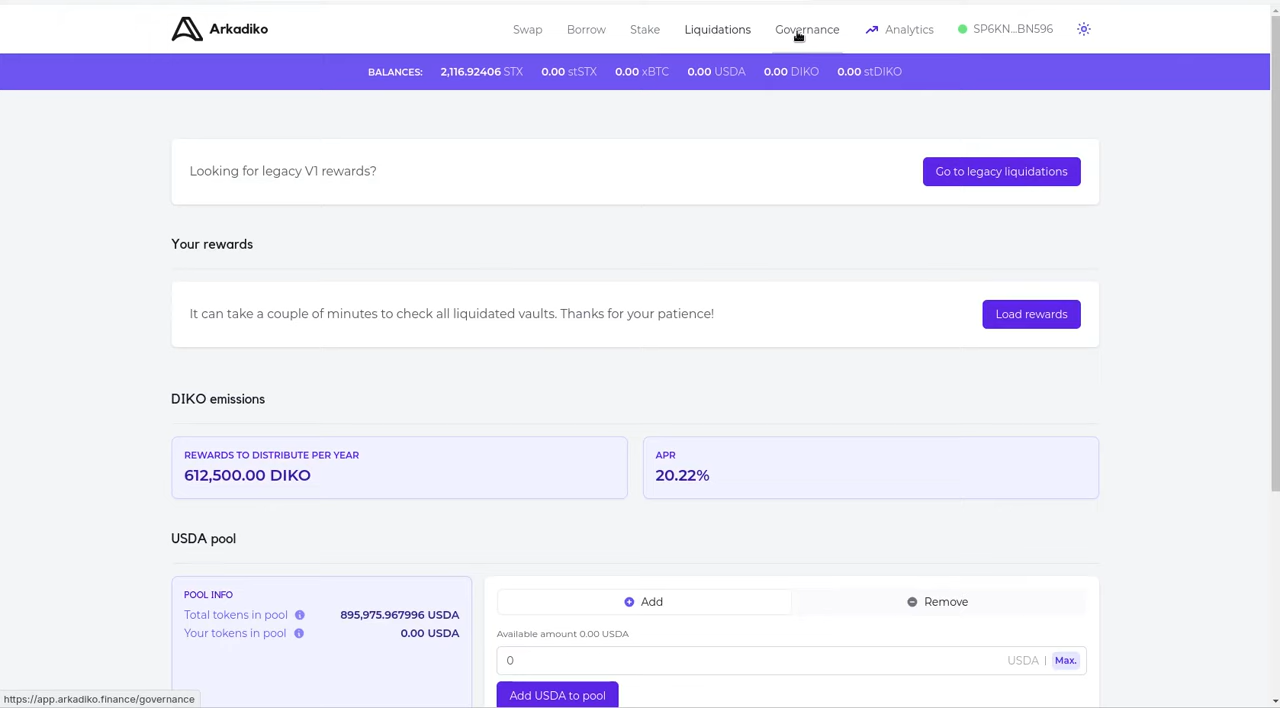 Arkadiko Swap Borrow Stake Liquidations Governance Analytics SP6KN...BN596
BALANCES: 2,116.92406 STX 0.00 stSTX 0.00 xBTC 0.00 USDA 0.00 DIKO 0.00 stDIKO
Looking for legacy V1 rewards? Go to legacy liquidations
Your rewards
It can take a couple of minutes to check all liquidated vaults. Thanks for your patience! Load rewards
DIKO emissions
REWARDS TO DISTRIBUTE PER YEAR
612,500.00 DIKO
APR
20.22%
USDA pool
POOL INFO
Total tokens in pool 895,975.967996 USDA
Your tokens in pool 0.00 USDA
Add Remove
Available amount 0.00 USDA
0 USDA | Max.
Add USDA to pool
https://app.arkadiko.finance/governance